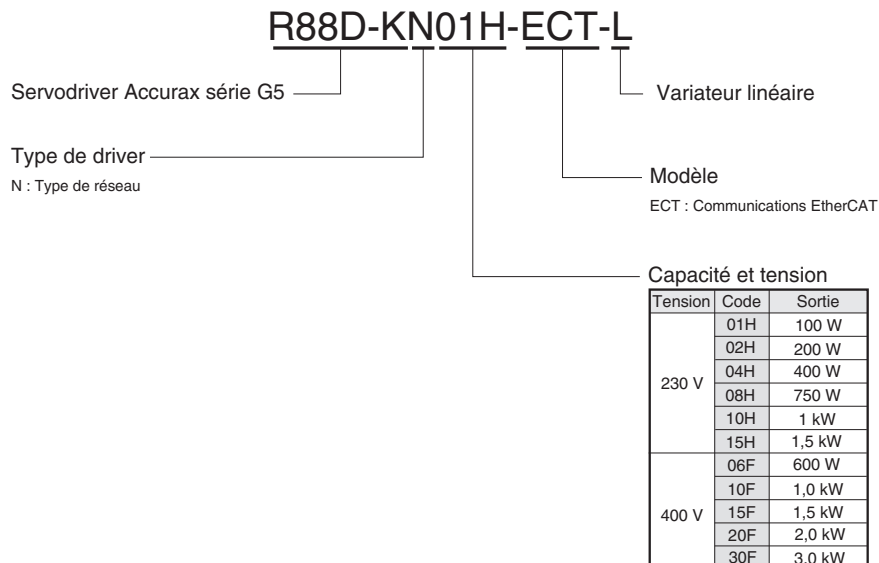 R88D-KN01H-ECT-L
Servodriver Accurax série G5
Variateur linéaire
Type de driver
N : Type de réseau
Modèle
ECT : Communications EtherCAT
Capacité et tension
Tension Code Sortie
230 V
01H 100 W
02H 200 W
04H 400 W
08H 750 W
10H 1 kW
15H 1,5 kW
400 V
06F 600 W
10F 1,0 kW
15F 1,5 kW
20F 2,0 kW
30F 3,0 kW